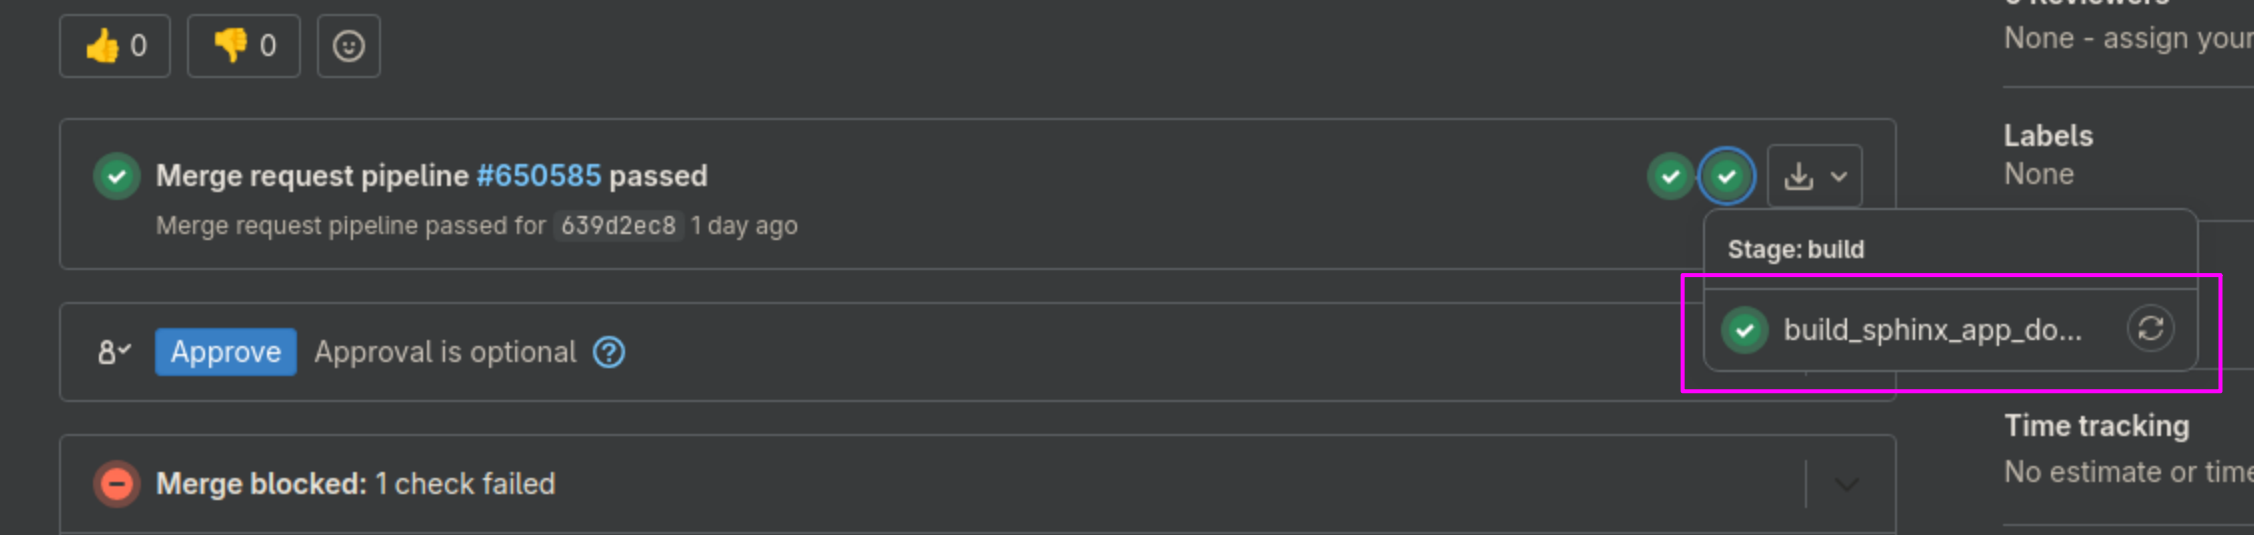 Reviewers
None - assign your
0
0
Merge request pipeline #650585 passed
Merge request pipeline passed for 639d2ec8 1 day ago
Labels
None
Stage: build
build_sphinx_app_do...
Approve Approval is optional
Time tracking
No estimate or time
Merge blocked: 1 check failed